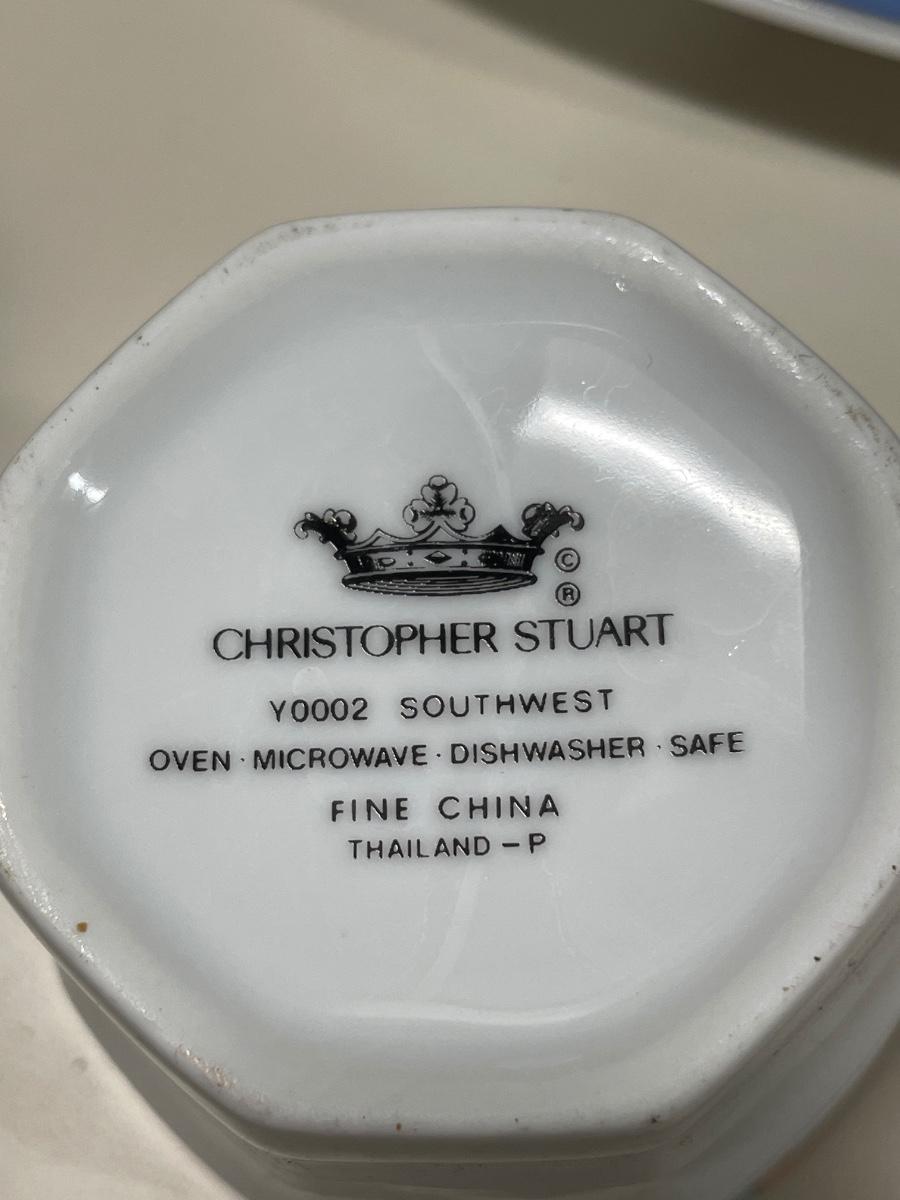 ©
®
CHRISTOPHER STUART
Y0002 SOUTHWEST
OVEN · MICROWAVE · DISHWASHER · SAFE
FINE CHINA
THAILAND – P